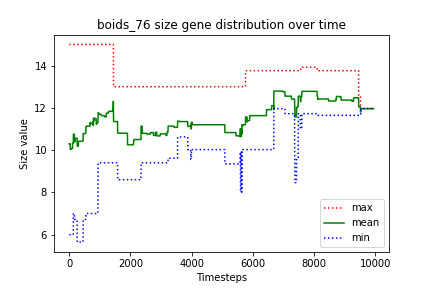 boids_76 size gene distribution over time
Size value
14
12
10
8
6
0
2000
4000
6000
8000
10000
Timesteps
max
mean
min